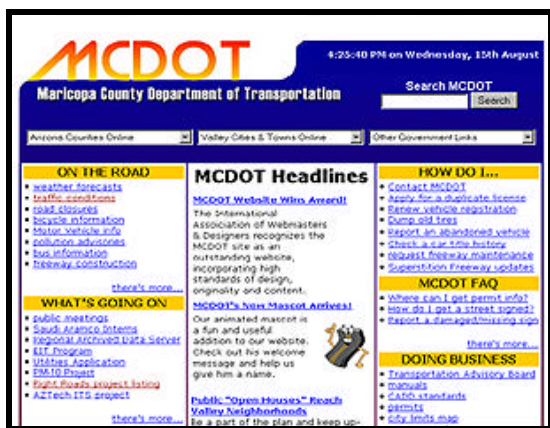 MCDOT
4:25:40 PM on Wednesday, 15th August
Maricopa County Department of Transportation
Search MCDOT
Search
Arizona Counties Online
Valley Cities & Towns Online
Other Government Links
ON THE ROAD
weather forecasts
traffic conditions
road closures
bicycle information
Motor Vehicle info
pollution advisories
bus information
freeway construction
there's more...
WHAT'S GOING ON
public meetings
Saudi Aramco Interns
Regional Archived Data Server
EIT Program
Utilities Application
PM-10 Project
Right Roads project listing
AZTech ITS project
there's more...
MCDOT Headlines
MCDOT Website Wins Award!
The International
Association of Webmasters
& Designers recognizes the
MCDOT site as an
outstanding website,
incorporating high
standards of design,
originality and content.
MCDOT's New Mascot Arrives!
Our animated mascot is
a fun and useful
addition to our website.
Check out his welcome
message and help us
give him a name.
Public "Open Houses" Reach
Valley Neighborhoods
Be a part of the plan and keep up-
HOW DO I...
Contact MCDOT
Apply for a duplicate license
Renew vehicle registration
Dump old tires
Report an abandoned vehicle
Check a car title history
request freeway maintenance
Superstition Freeway updates
MCDOT FAQ
Where can I get permit info?
How do I get a street signed?
Report a damaged/missing sign
there's more...
DOING BUSINESS
Transportation Advisory Board
manuals
CADD standards
permits
city limits map